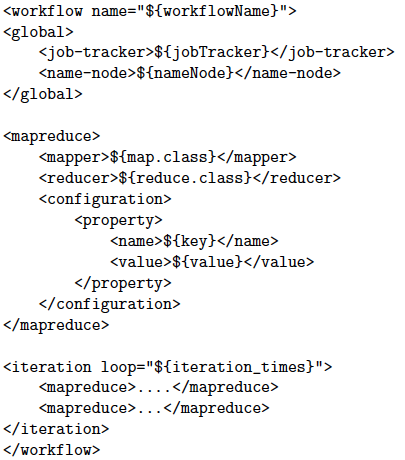 <workflow name="${workflowName}">
<global>
    <job-tracker>${jobTracker}</job-tracker>
    <name-node>${nameNode}</name-node>
</global>

<mapreduce>
    <mapper>${map.class}</mapper>
    <reducer>${reduce.class}</reducer>
    <configuration>
        <property>
            <name>${key}</name>
            <value>${value}</value>
        </property>
    </configuration>
</mapreduce>

<iteration loop="${iteration_times}">
    <mapreduce>....</mapreduce>
    <mapreduce>...</mapreduce>
</iteration>
</workflow>